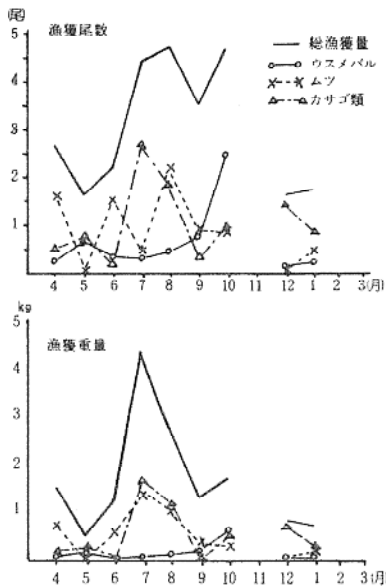 (尾)
漁獲尾数
総漁獲量
ウスメバル
ムツ
カサゴ類
5
4
3
2
1
4 5 6 7 8 9 10 11 12 1 2 3(月)
kg
漁獲重量
5
4
3
2
1
4 5 6 7 8 9 10 11 12 1 2 3(月)